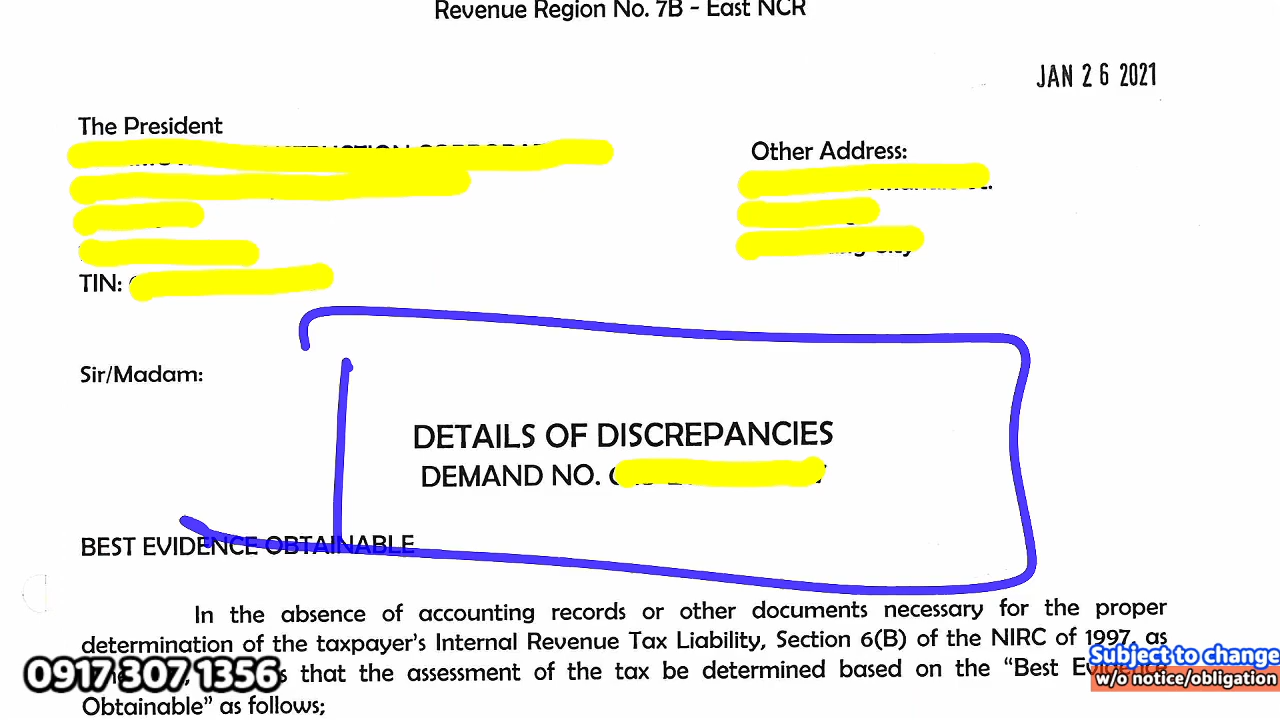 Revenue Region No. 7B - East NCR
JAN 26 2021
The President
Other Address:
TIN:
Sir/Madam:
DETAILS OF DISCREPANCIES
DEMAND NO.
BEST EVIDENCE OBTAINABLE
In the absence of accounting records or other documents necessary for the proper
determination of the taxpayer's Internal Revenue Tax Liability, Section 6(B) of the NIRC of 1997, as
that the assessment of the tax be determined based on the "Best
Obtainable" as follows;
0917 307 1356
Subject to change
w/o notice/obligation